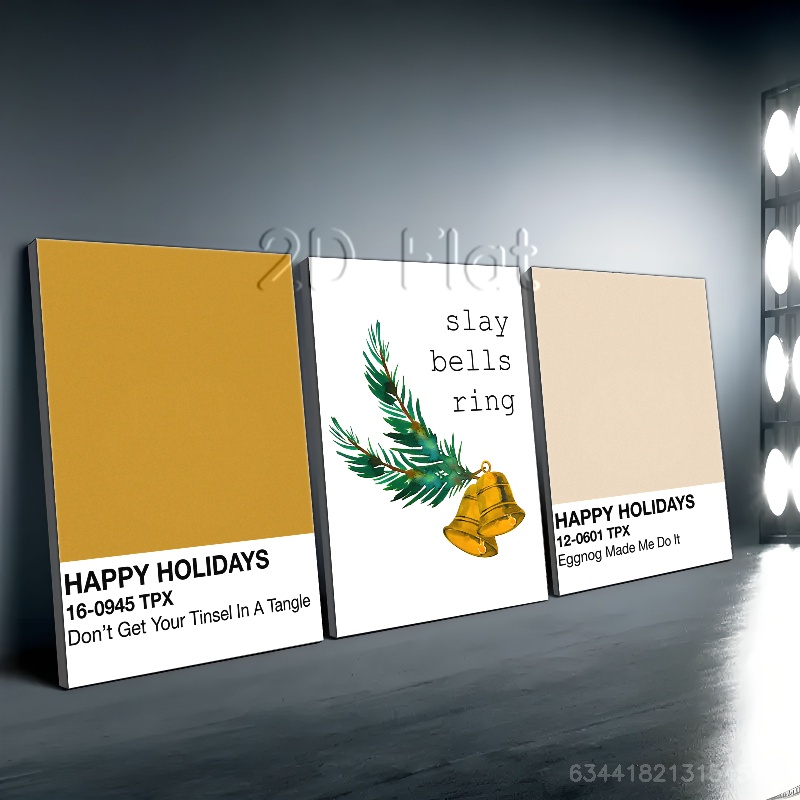 2D Flat
HAPPY HOLIDAYS
16-0945 TPX
Don't Get Your Tinsel In A Tangle
slay
bells
ring
HAPPY HOLIDAYS
12-0601 TPX
Eggnog Made Me Do It